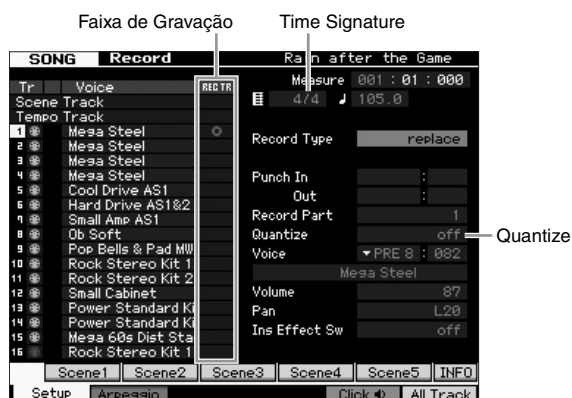 Faixa de Gravação
Time Signature
SONG Record Rain after the Game
Measure 001 : 01 : 000
4/4 105.0
Tr Voice REC TR
Scene Track
Tempo Track
1 Mega Steel
2 Mega Steel
3 Mega Steel
4 Mega Steel
5 Cool Drive AS1
6 Hard Drive AS1&2
7 Small Amp AS1
8 Ob Soft
9 Pop Bells & Pad MW
10 Rock Stereo Kit 1
11 Rock Stereo Kit 2
12 Small Cabinet
13 Power Standard Ki
14 Power Standard Ki
15 Mega 60s Dist Sta
16 Rock Stereo Kit 1
Record Type replace
Punch In :
Out :
Record Part 1
Quantize off
Quantize
Voice PRE 8 : 082
Mega Steel
Volume 87
Pan L20
Ins Effect Sw off
Scene1 Scene2 Scene3 Scene4 Scene5 INFO
Setup Arpeggio Click All Track